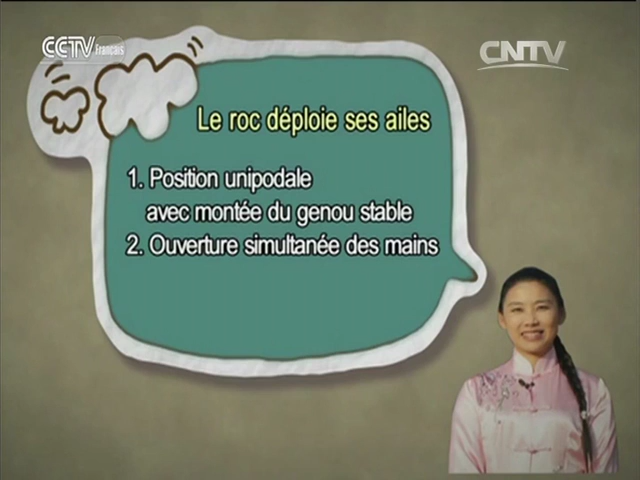 CCTV Français
CNTV
Le roc déploie ses ailes
1. Position unipodale
avec montée du genou stable
2. Ouverture simultanée des mains